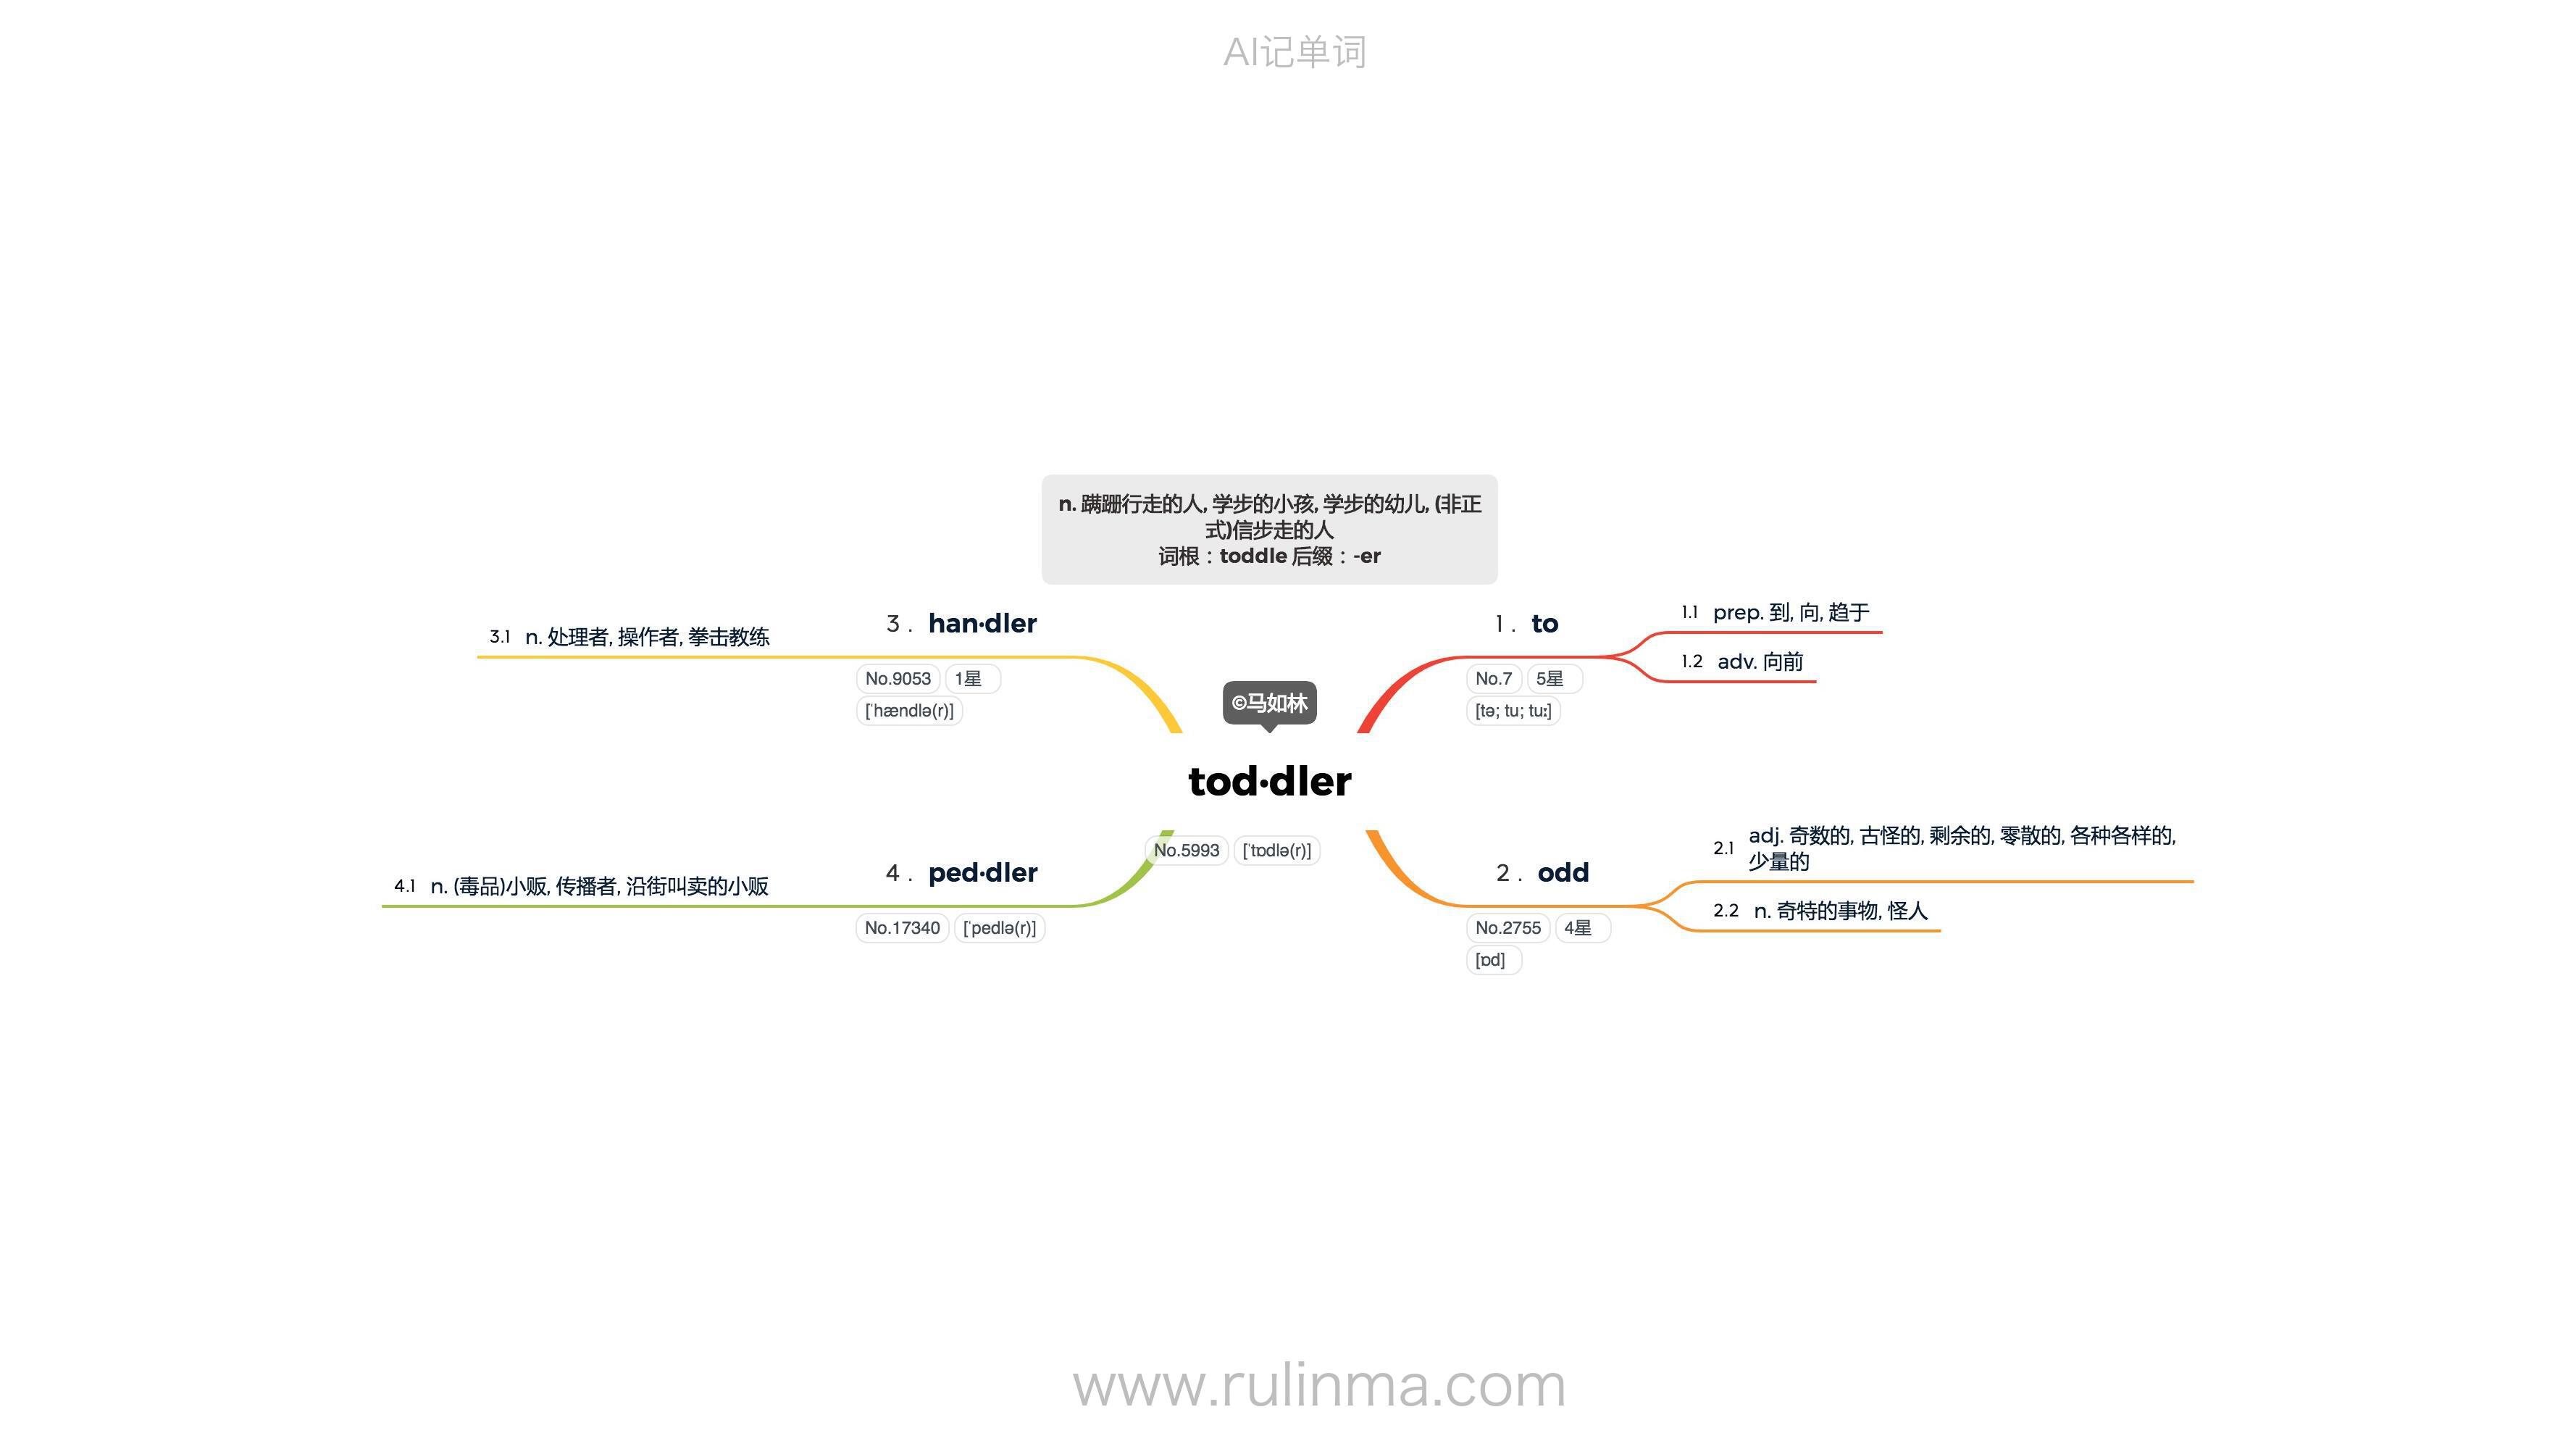 AI记单词
n. 蹒跚行走的人, 学步的小孩, 学步的幼儿, (非正
式)信步走的人
词根：toddle 后缀：-er
©马如林
tod·dler
No.5993 [ˈtɒdlə(r)]
1. to
No.7 5星
[tə; tu; tuː]
1.1 prep. 到, 向, 趋于
1.2 adv. 向前
2. odd
No.2755 4星
[ɒd]
2.1 adj. 奇数的, 古怪的, 剩余的, 零散的, 各种各样的,
少量的
2.2 n. 奇特的事物, 怪人
3. han·dler
No.9053 1星
[ˈhændlə(r)]
3.1 n. 处理者, 操作者, 拳击教练
4. ped·dler
No.17340 [ˈpedlə(r)]
4.1 n. (毒品)小贩, 传播者, 沿街叫卖的小贩
www.rulinma.com